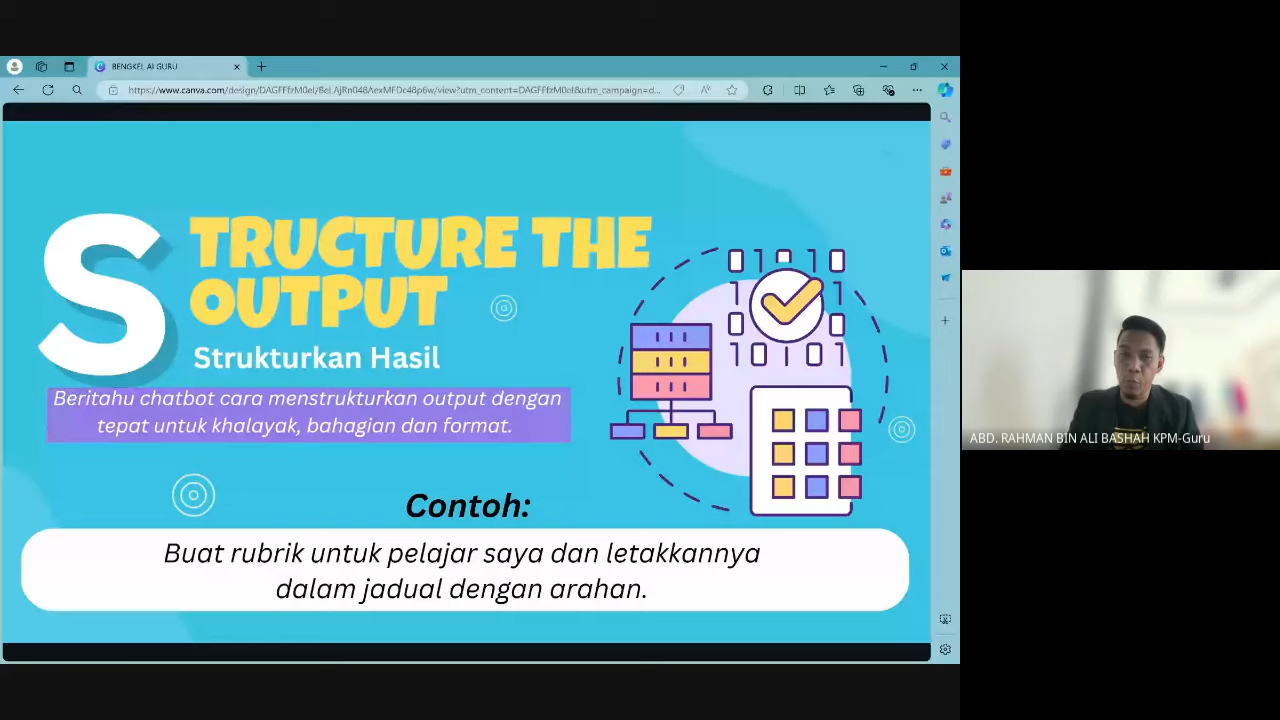 BENGKEL AI GURU
STRUCTURE THE
OUTPUT
Strukturkan Hasil
Beritahu chatbot cara menstrukturkan output dengan
tepat untuk khalayak, bahagian dan format.
Contoh:
Buat rubrik untuk pelajar saya dan letakkannya
dalam jadual dengan arahan.
ABD. RAHMAN BIN ALI BASHAH KPM-Guru